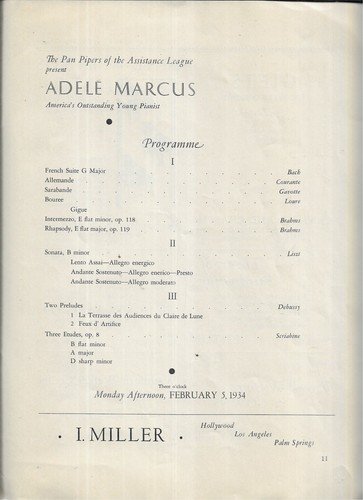 The Pan Pipers of the Assistance League
present
ADELE MARCUS
America's Outstanding Young Pianist
Programme
I
French Suite G Major . . . . . . . . Bach
Allemande . . . . . . . . Courante
Sarabande . . . . . . . . Gavotte
Bouree . . . . . . . . Loure
Gigue
Intermezzo, E flat minor, op. 118 . . . . . . . . Brahms
Rhapsody, E flat major, op. 119 . . . . . . . . Brahms
II
Sonata, B minor . . . . . . . . Liszt
Lento Assai—Allegro energico
Andante Sostenuto—Allegro enerico—Presto
Andante Sostenuto—Allegro moderato
III
Two Preludes . . . . . . . . Debussy
1 La Terrasse des Audiences du Claire de Lune
2 Feux d' Artifice
Three Etudes, op. 8 . . . . . . . . Scriabine
B flat minor
A major
D sharp minor
Three o'clock
Monday Afternoon, FEBRUARY 5, 1934
· I. MILLER ·
Hollywood
Los Angeles
Palm Springs
11